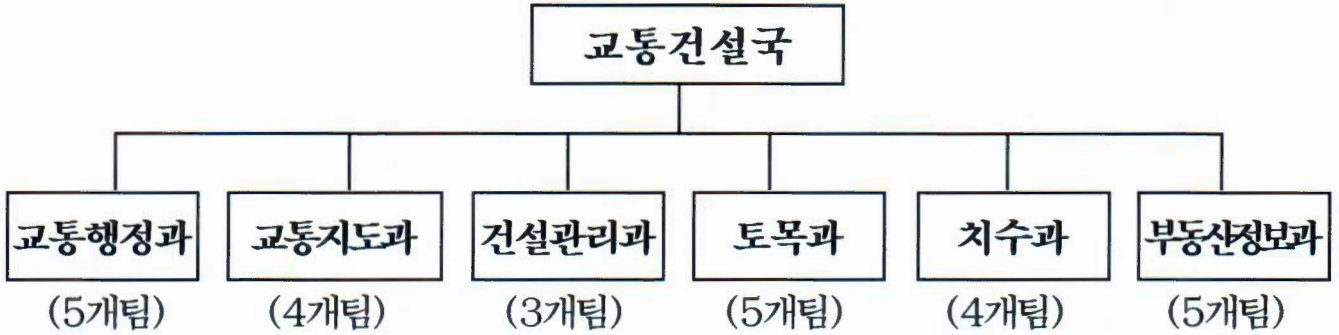 교통건설국
교통행정과 교통지도과 건설관리과 토목과 치수과 부동산정보과
(5개팀) (4개팀) (3개팀) (5개팀) (4개팀) (5개팀)